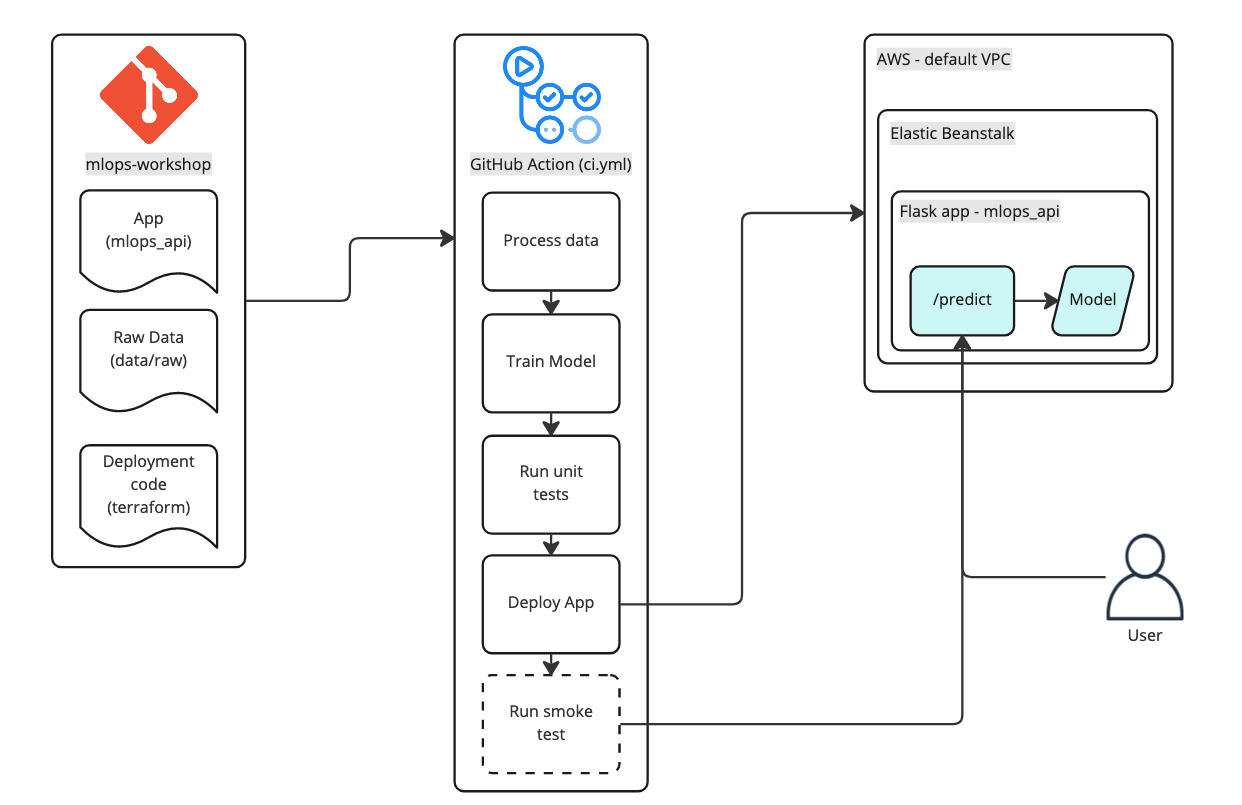 mlops-workshop
App
(mlops_api)
Raw Data
(data/raw)
Deployment
code
(terraform)
GitHub Action (ci.yml)
Process data
Train Model
Run unit
tests
Deploy App
Run smoke
test
AWS - default VPC
Elastic Beanstalk
Flask app - mlops_api
/predict
Model
User